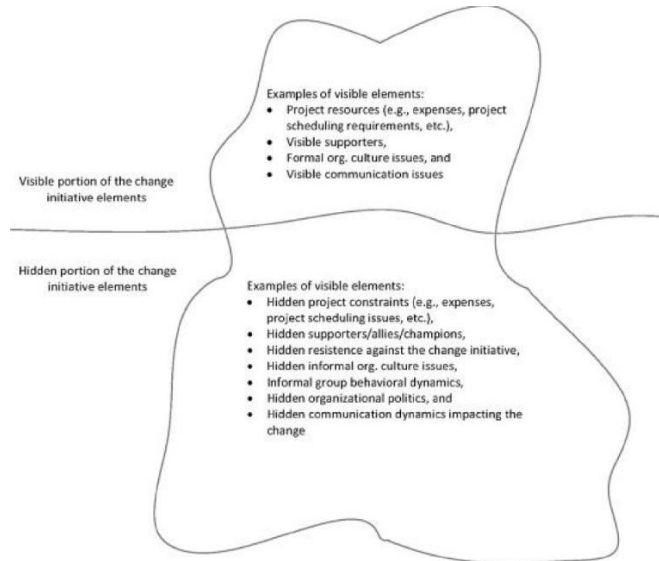 Examples of visible elements:
• Project resources (e.g., expenses, project
scheduling requirements, etc.),
• Visible supporters,
• Formal org. culture issues, and
• Visible communication issues
Visible portion of the change
initiative elements
Hidden portion of the change
initiative elements
Examples of visible elements:
• Hidden project constraints (e.g., expenses,
project scheduling issues, etc.),
• Hidden supporters/allies/champions,
• Hidden resistence against the change initiative,
• Hidden informal org. culture issues,
• Informal group behavioral dynamics,
• Hidden organizational politics, and
• Hidden communication dynamics impacting the
change